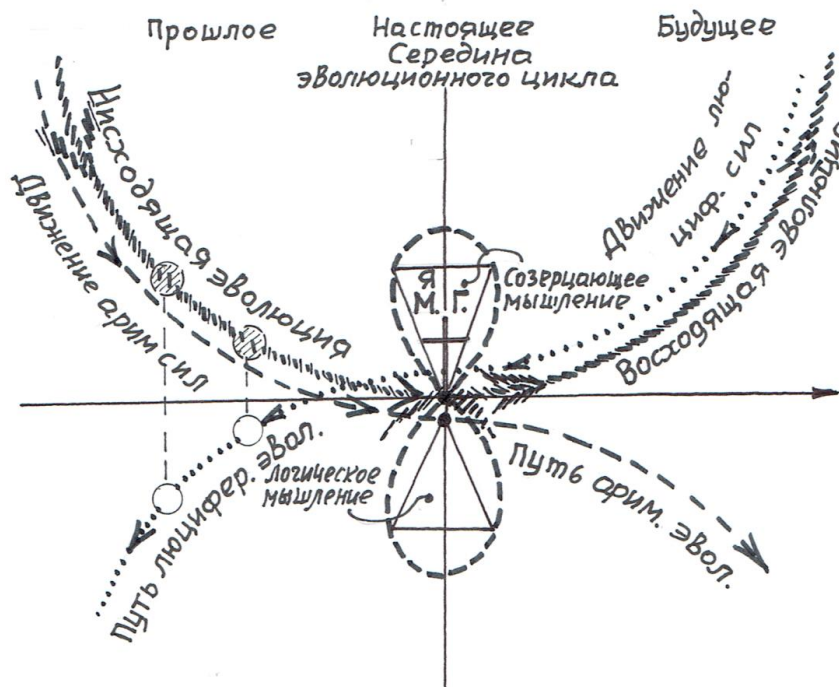 Прошлое
Настоящее
Середина
эволюционного цикла
Будущее
Нисходящая эволюция
Движение арим сил
Движение лю-
циф. сил
Восходящая эволюция
Я
М. Г.
Созерцающее
мышление
Логическое
мышление
Путь люцифер. эвол.
Путь арим. эвол.